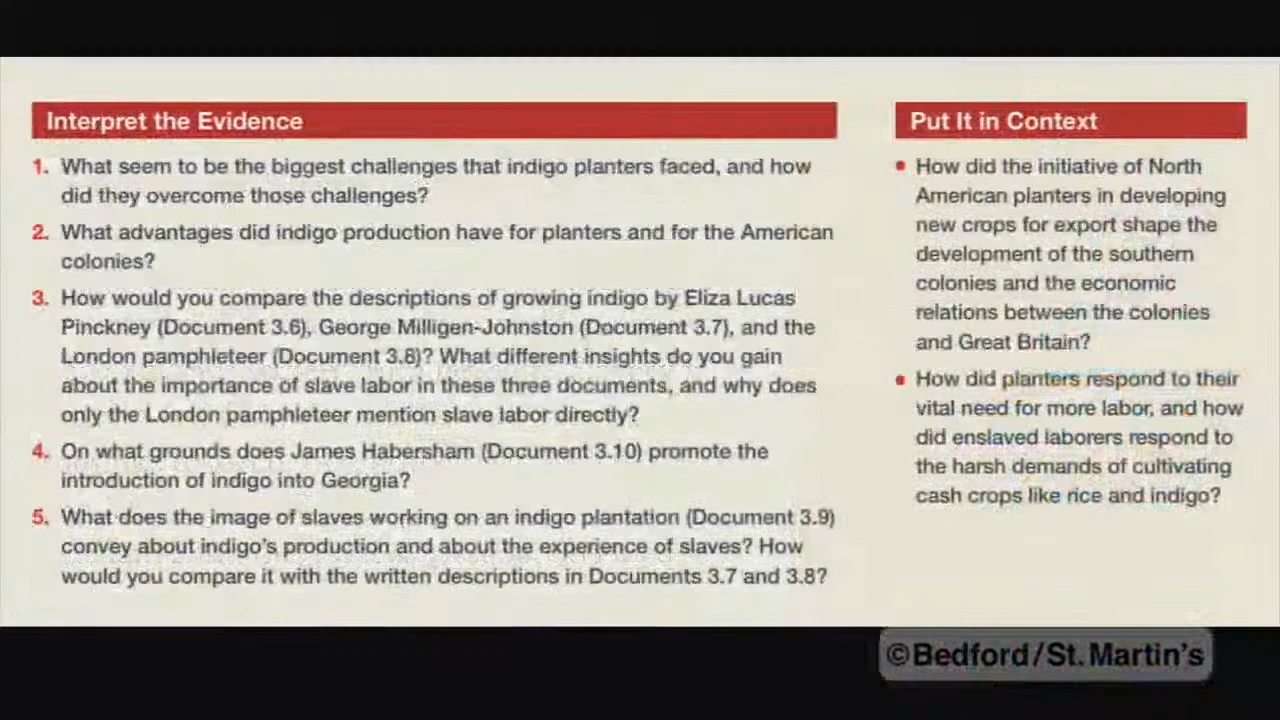 Interpret the Evidence
1. What seem to be the biggest challenges that indigo planters faced, and how
did they overcome those challenges?
2. What advantages did indigo production have for planters and for the American
colonies?
3. How would you compare the descriptions of growing indigo by Eliza Lucas
Pinckney (Document 3.6), George Milligen-Johnston (Document 3.7), and the
London pamphleteer (Document 3.8)? What different insights do you gain
about the importance of slave labor in these three documents, and why does
only the London pamphleteer mention slave labor directly?
4. On what grounds does James Habersham (Document 3.10) promote the
introduction of indigo into Georgia?
5. What does the image of slaves working on an indigo plantation (Document 3.9)
convey about indigo's production and about the experience of slaves? How
would you compare it with the written descriptions in Documents 3.7 and 3.8?
Put It in Context
• How did the initiative of North
American planters in developing
new crops for export shape the
development of the southern
colonies and the economic
relations between the colonies
and Great Britain?
• How did planters respond to their
vital need for more labor, and how
did enslaved laborers respond to
the harsh demands of cultivating
cash crops like rice and indigo?
©Bedford/St. Martin's